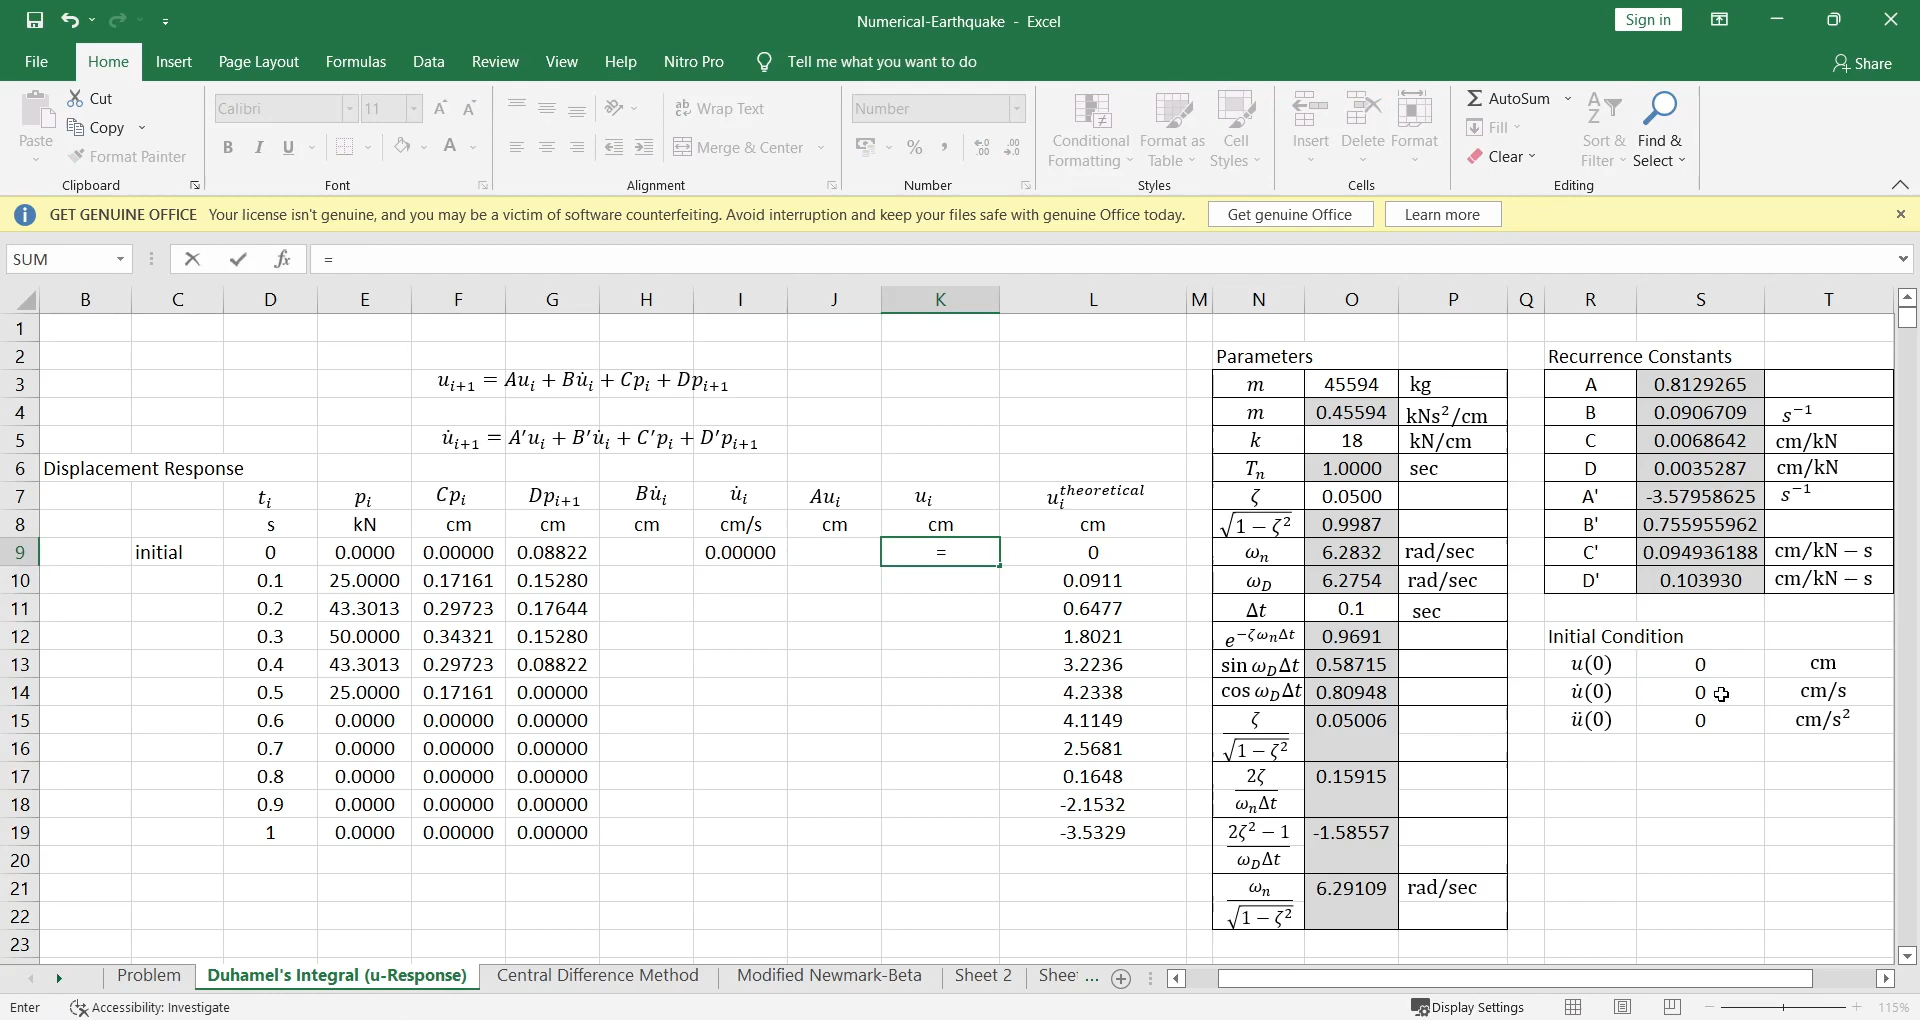 Numerical-Earthquake - Excel
Sign in
File Home Insert Page Layout Formulas Data Review View Help Nitro Pro Tell me what you want to do
Share
Paste
Cut
Copy
Format Painter
Clipboard
Calibri 11 A A
B I U A
Font
Wrap Text
Merge & Center
Alignment
Number
% ,
Number
Conditional Formatting
Format as Table
Cell Styles
Styles
Insert Delete Format
Cells
Σ AutoSum
Fill
Clear
Sort & Filter
Find & Select
Editing
GET GENUINE OFFICE Your license isn't genuine, and you may be a victim of software counterfeiting. Avoid interruption and keep your files safe with genuine Office today. Get genuine Office Learn more
SUM fx =
B C D E F G H I J K L M N O P Q R S T
1
2 Parameters Recurrence Constants
3 u_{i+1} = Au_i + Bu̇_i + Cp_i + Dp_{i+1} m 45594 kg A 0.8129265
4 m 0.45594 kNs²/cm B 0.0906709 s⁻¹
5 u̇_{i+1} = A'u_i + B'u̇_i + C'p_i + D'p_{i+1} k 18 kN/cm C 0.0068642 cm/kN
6 Displacement Response T_n 1.0000 sec D 0.0035287 cm/kN
7 t_i p_i Cp_i Dp_{i+1} Bu̇_i u̇_i Au_i u_i u_i^{theoretical} ζ 0.0500 A' -3.57958625 s⁻¹
8 s kN cm cm cm cm/s cm cm cm √(1 − ζ²) 0.9987 B' 0.755955962
9 initial 0 0.0000 0.00000 0.08822 0.00000 = 0 ω_n 6.2832 rad/sec C' 0.094936188 cm/kN − s
10 0.1 25.0000 0.17161 0.15280 0.0911 ω_D 6.2754 rad/sec D' 0.103930 cm/kN − s
11 0.2 43.3013 0.29723 0.17644 0.6477 Δt 0.1 sec
12 0.3 50.0000 0.34321 0.15280 1.8021 e^{−ζω_nΔt} 0.9691 Initial Condition
13 0.4 43.3013 0.29723 0.08822 3.2236 sin ω_DΔt 0.58715 u(0) 0 cm
14 0.5 25.0000 0.17161 0.00000 4.2338 cos ω_DΔt 0.80948 u̇(0) 0 cm/s
15 0.6 0.0000 0.00000 0.00000 4.1149 ζ/√(1 − ζ²) 0.05006 ü(0) 0 cm/s²
16 0.7 0.0000 0.00000 0.00000 2.5681
17 0.8 0.0000 0.00000 0.00000 0.1648 2ζ/(ω_nΔt) 0.15915
18 0.9 0.0000 0.00000 0.00000 -2.1532
19 1 0.0000 0.00000 0.00000 -3.5329 (2ζ² − 1)/(ω_DΔt) -1.58557
20
21 ω_n/√(1 − ζ²) 6.29109 rad/sec
22
23
Problem Duhamel's Integral (u-Response) Central Difference Method Modified Newmark-Beta Sheet 2 Shee ...
Enter Accessibility: Investigate Display Settings 115%